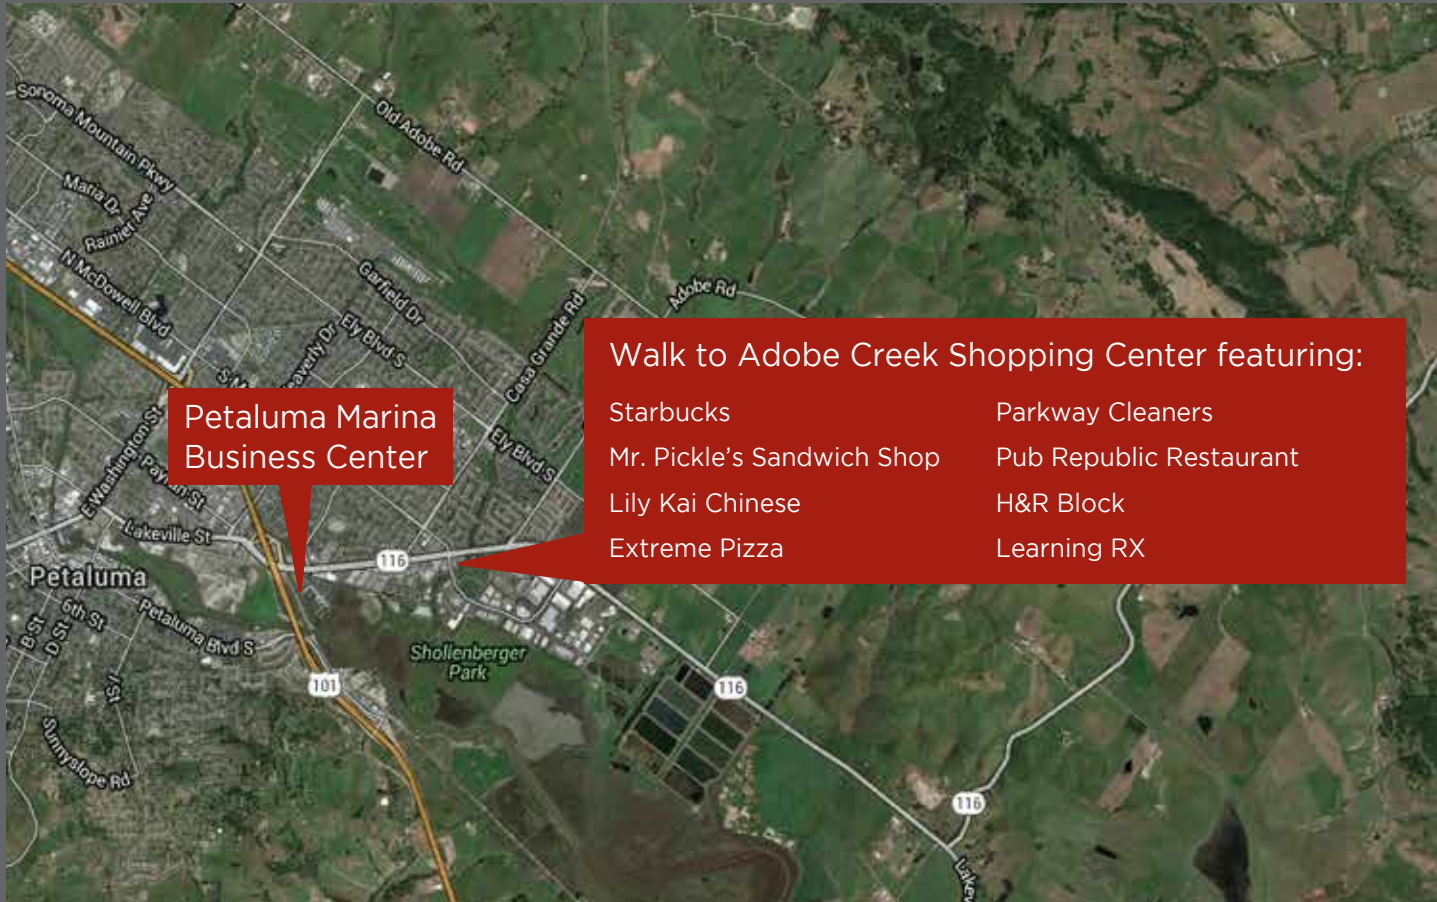 Sonoma Mountain Pkwy
Old Adobe Rd
Maria Dr
Rainier Ave
N McDowell Blvd
Garfield Dr
Ely Blvd S
Casa Grande Rd
Adobe Rd
Walk to Adobe Creek Shopping Center featuring:
Starbucks
Mr. Pickle's Sandwich Shop
Lily Kai Chinese
Extreme Pizza
Parkway Cleaners
Pub Republic Restaurant
H&R Block
Learning RX
Petaluma Marina
Business Center
E Washington St
Ely Blvd S
Lakeville St
116
Petaluma
6th St
B St
D St
I St
Petaluma Blvd S
Shollenberger
Park
101
116
Sunnyslope Rd
116